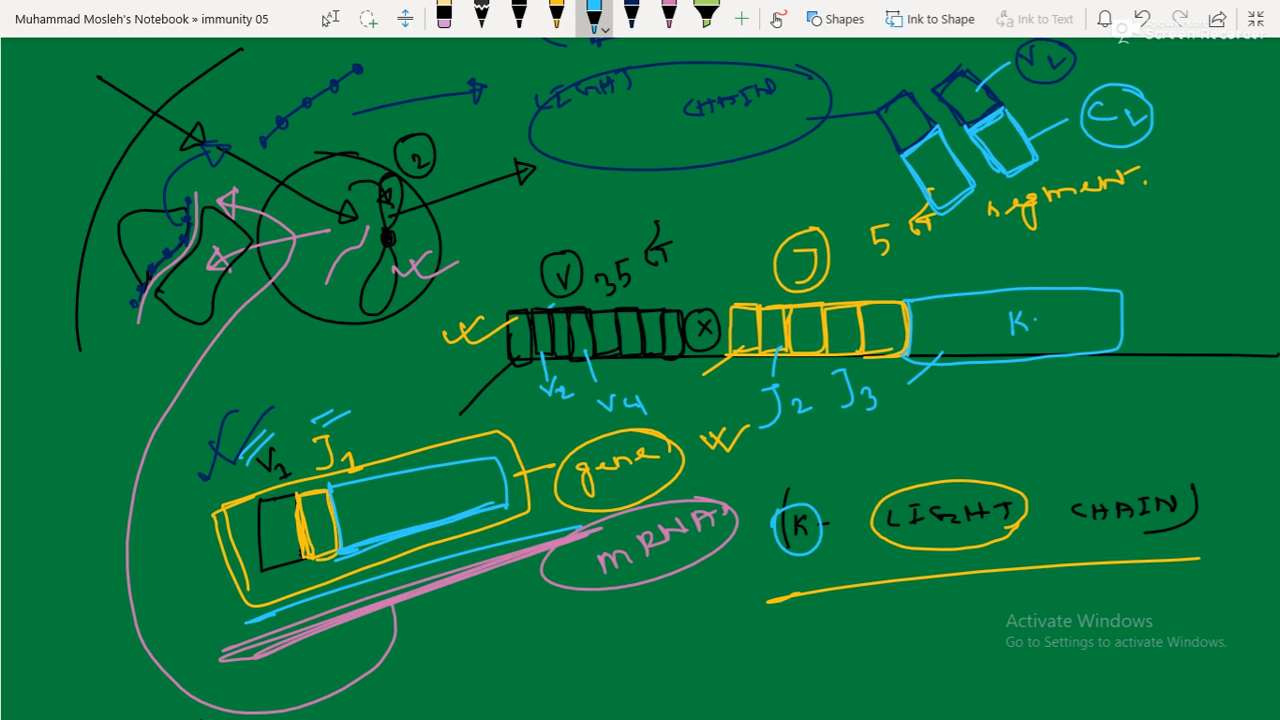 Muhammad Mosleh's Notebook » immunity 05
Shapes
Ink to Shape
Ink to Text
Screen Recorder
LIGHT CHAIN
VL
CL
2
segment.
V 35
J 5
X
K.
V2 V4
J2 J3
V1 J1
gene
mRNA
(K LIGHT CHAIN)
Activate Windows
Go to Settings to activate Windows.